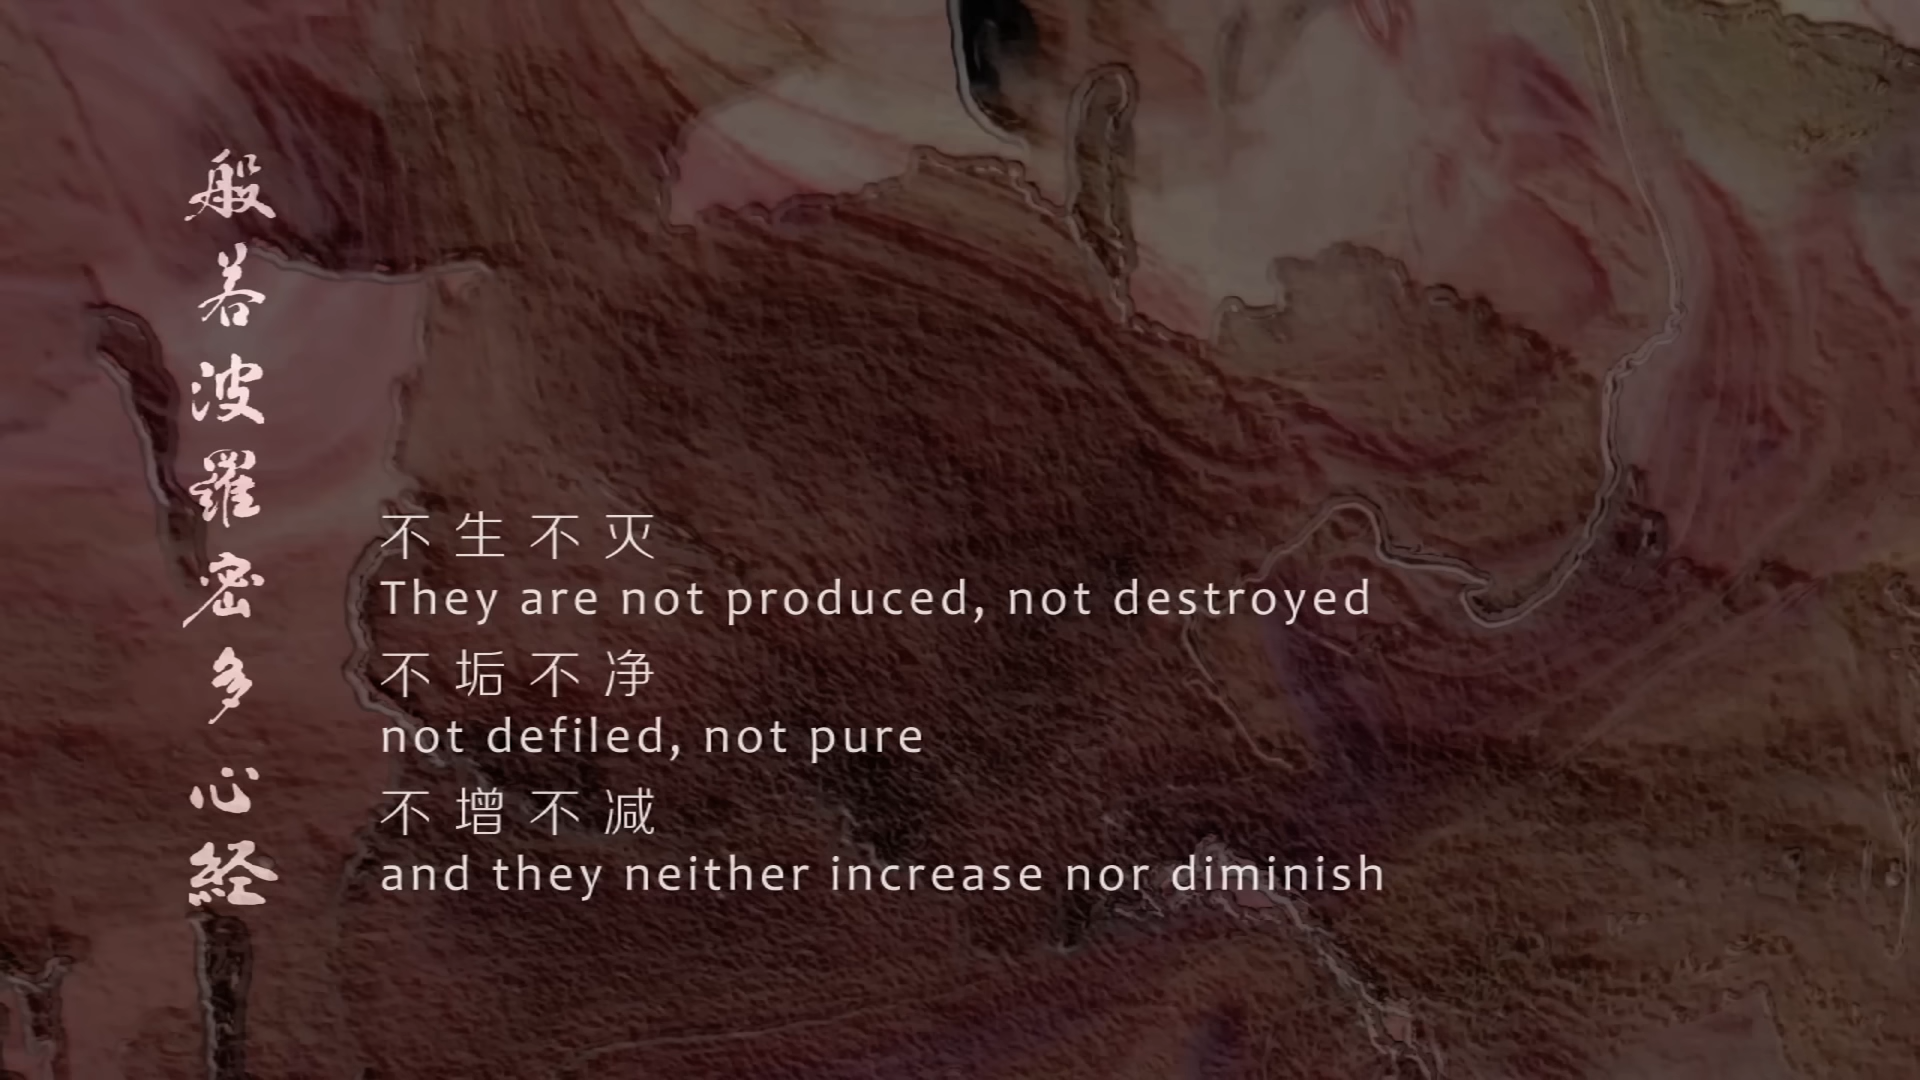 般若波羅密多心経
不生不灭
They are not produced, not destroyed
不垢不净
not defiled, not pure
不增不减
and they neither increase nor diminish